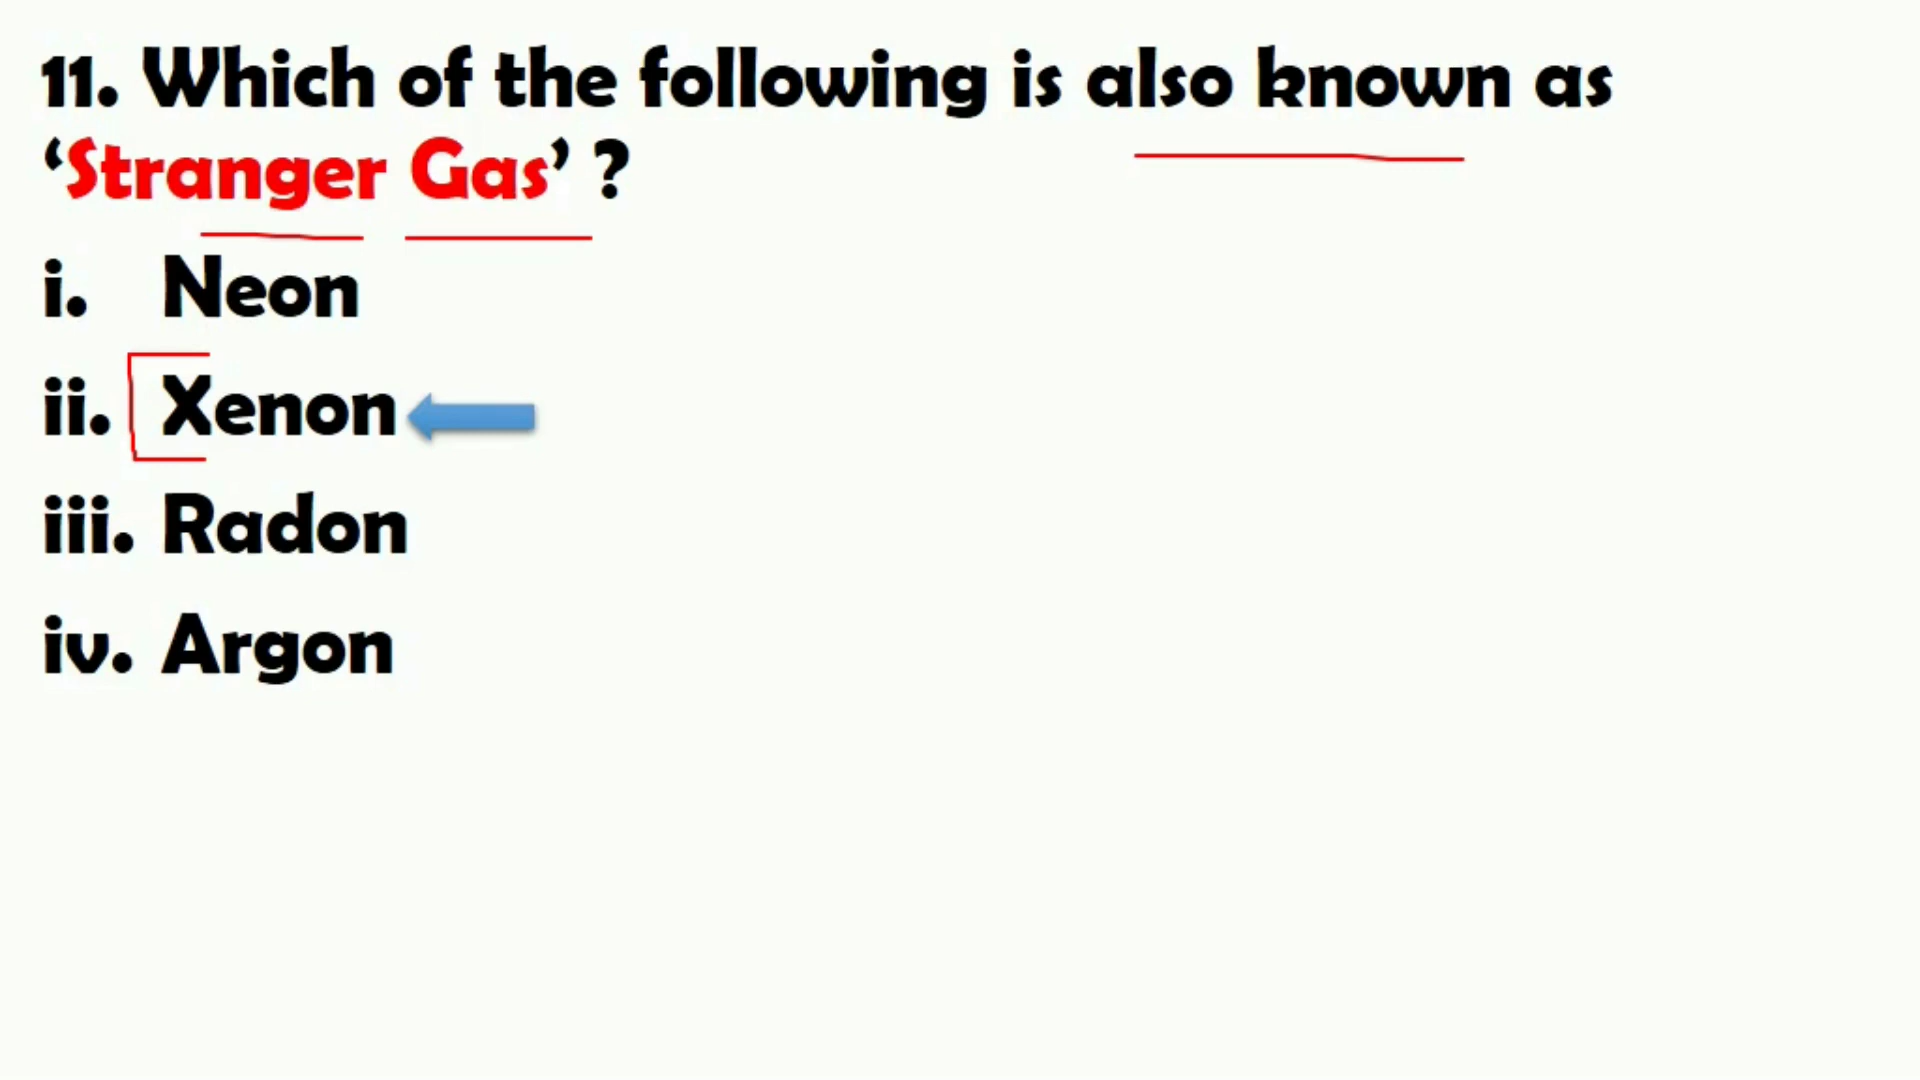 11. Which of the following is also known as
‘Stranger Gas’ ?
i. Neon
ii. Xenon
iii. Radon
iv. Argon